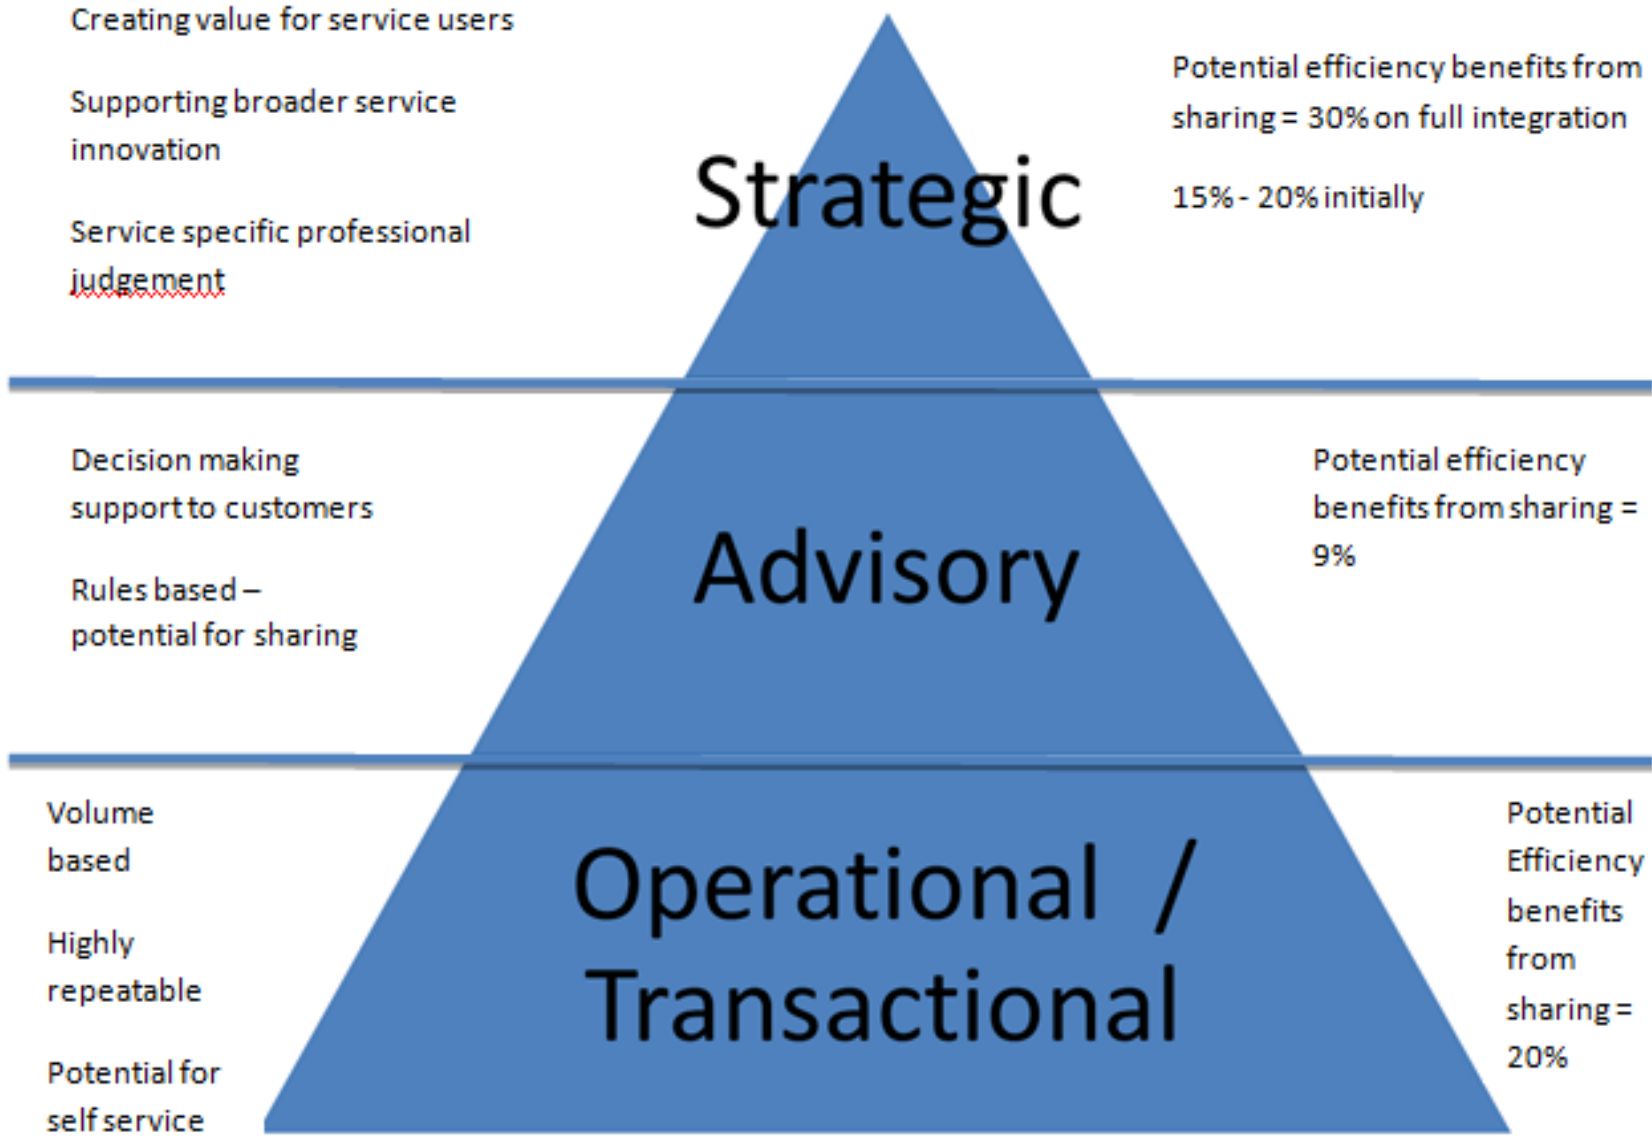 Creating value for service users
Supporting broader service
innovation
Service specific professional
judgement
Strategic
Potential efficiency benefits from
sharing = 30% on full integration
15% - 20% initially
Decision making
support to customers
Rules based –
potential for sharing
Advisory
Potential efficiency
benefits from sharing =
9%
Volume
based
Highly
repeatable
Potential for
self service
Operational /
Transactional
Potential
Efficiency
benefits
from
sharing =
20%